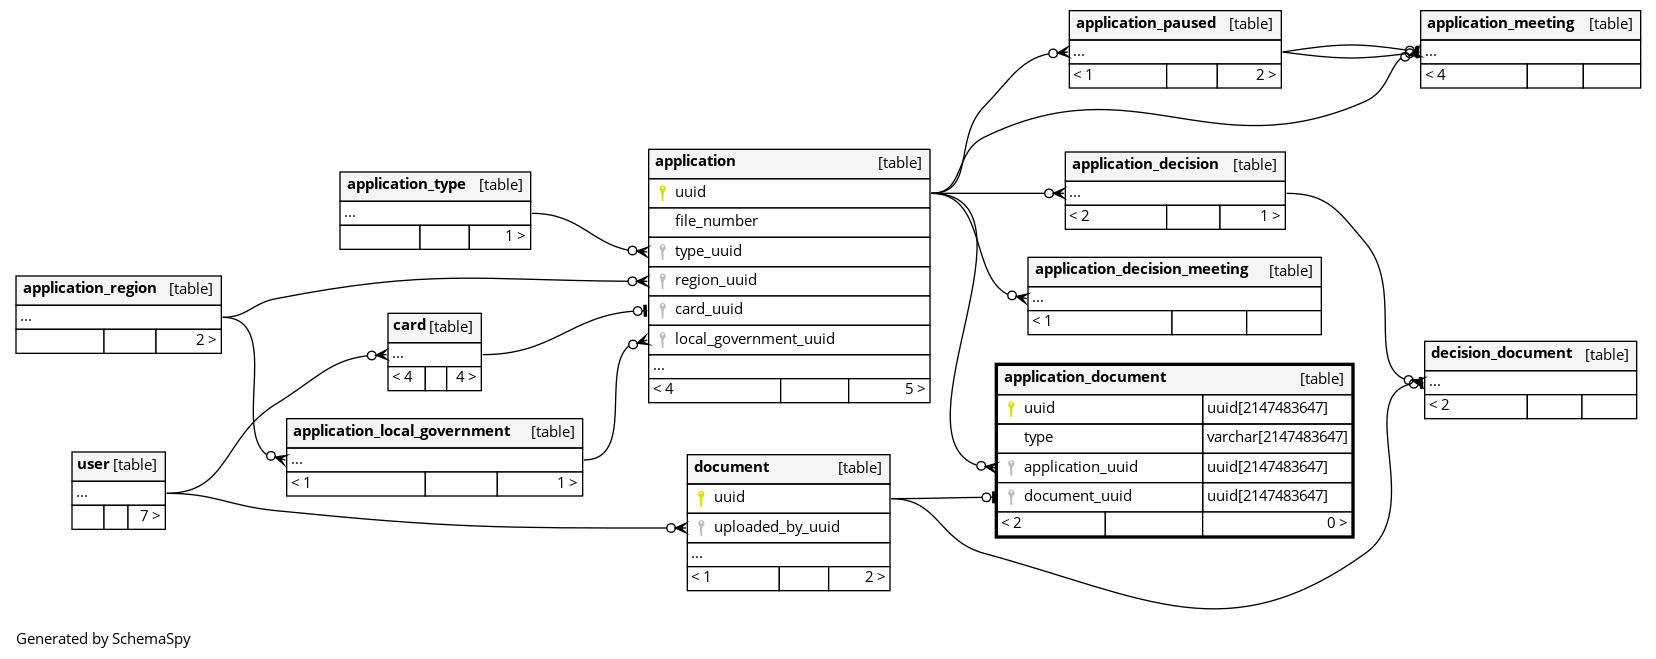 application_paused [table]
...
< 1 2 >
application_meeting [table]
...
< 4
application [table]
uuid
file_number
type_uuid
region_uuid
card_uuid
local_government_uuid
...
< 4 5 >
application_decision [table]
...
< 2 1 >
application_type [table]
...
1 >
application_decision_meeting [table]
...
< 1
application_region [table]
...
2 >
card [table]
...
< 4 4 >
decision_document [table]
...
< 2
application_document [table]
uuid uuid[2147483647]
type varchar[2147483647]
application_uuid uuid[2147483647]
document_uuid uuid[2147483647]
< 2 0 >
application_local_government [table]
...
< 1 1 >
user [table]
...
7 >
document [table]
uuid
uploaded_by_uuid
...
< 1 2 >
Generated by SchemaSpy